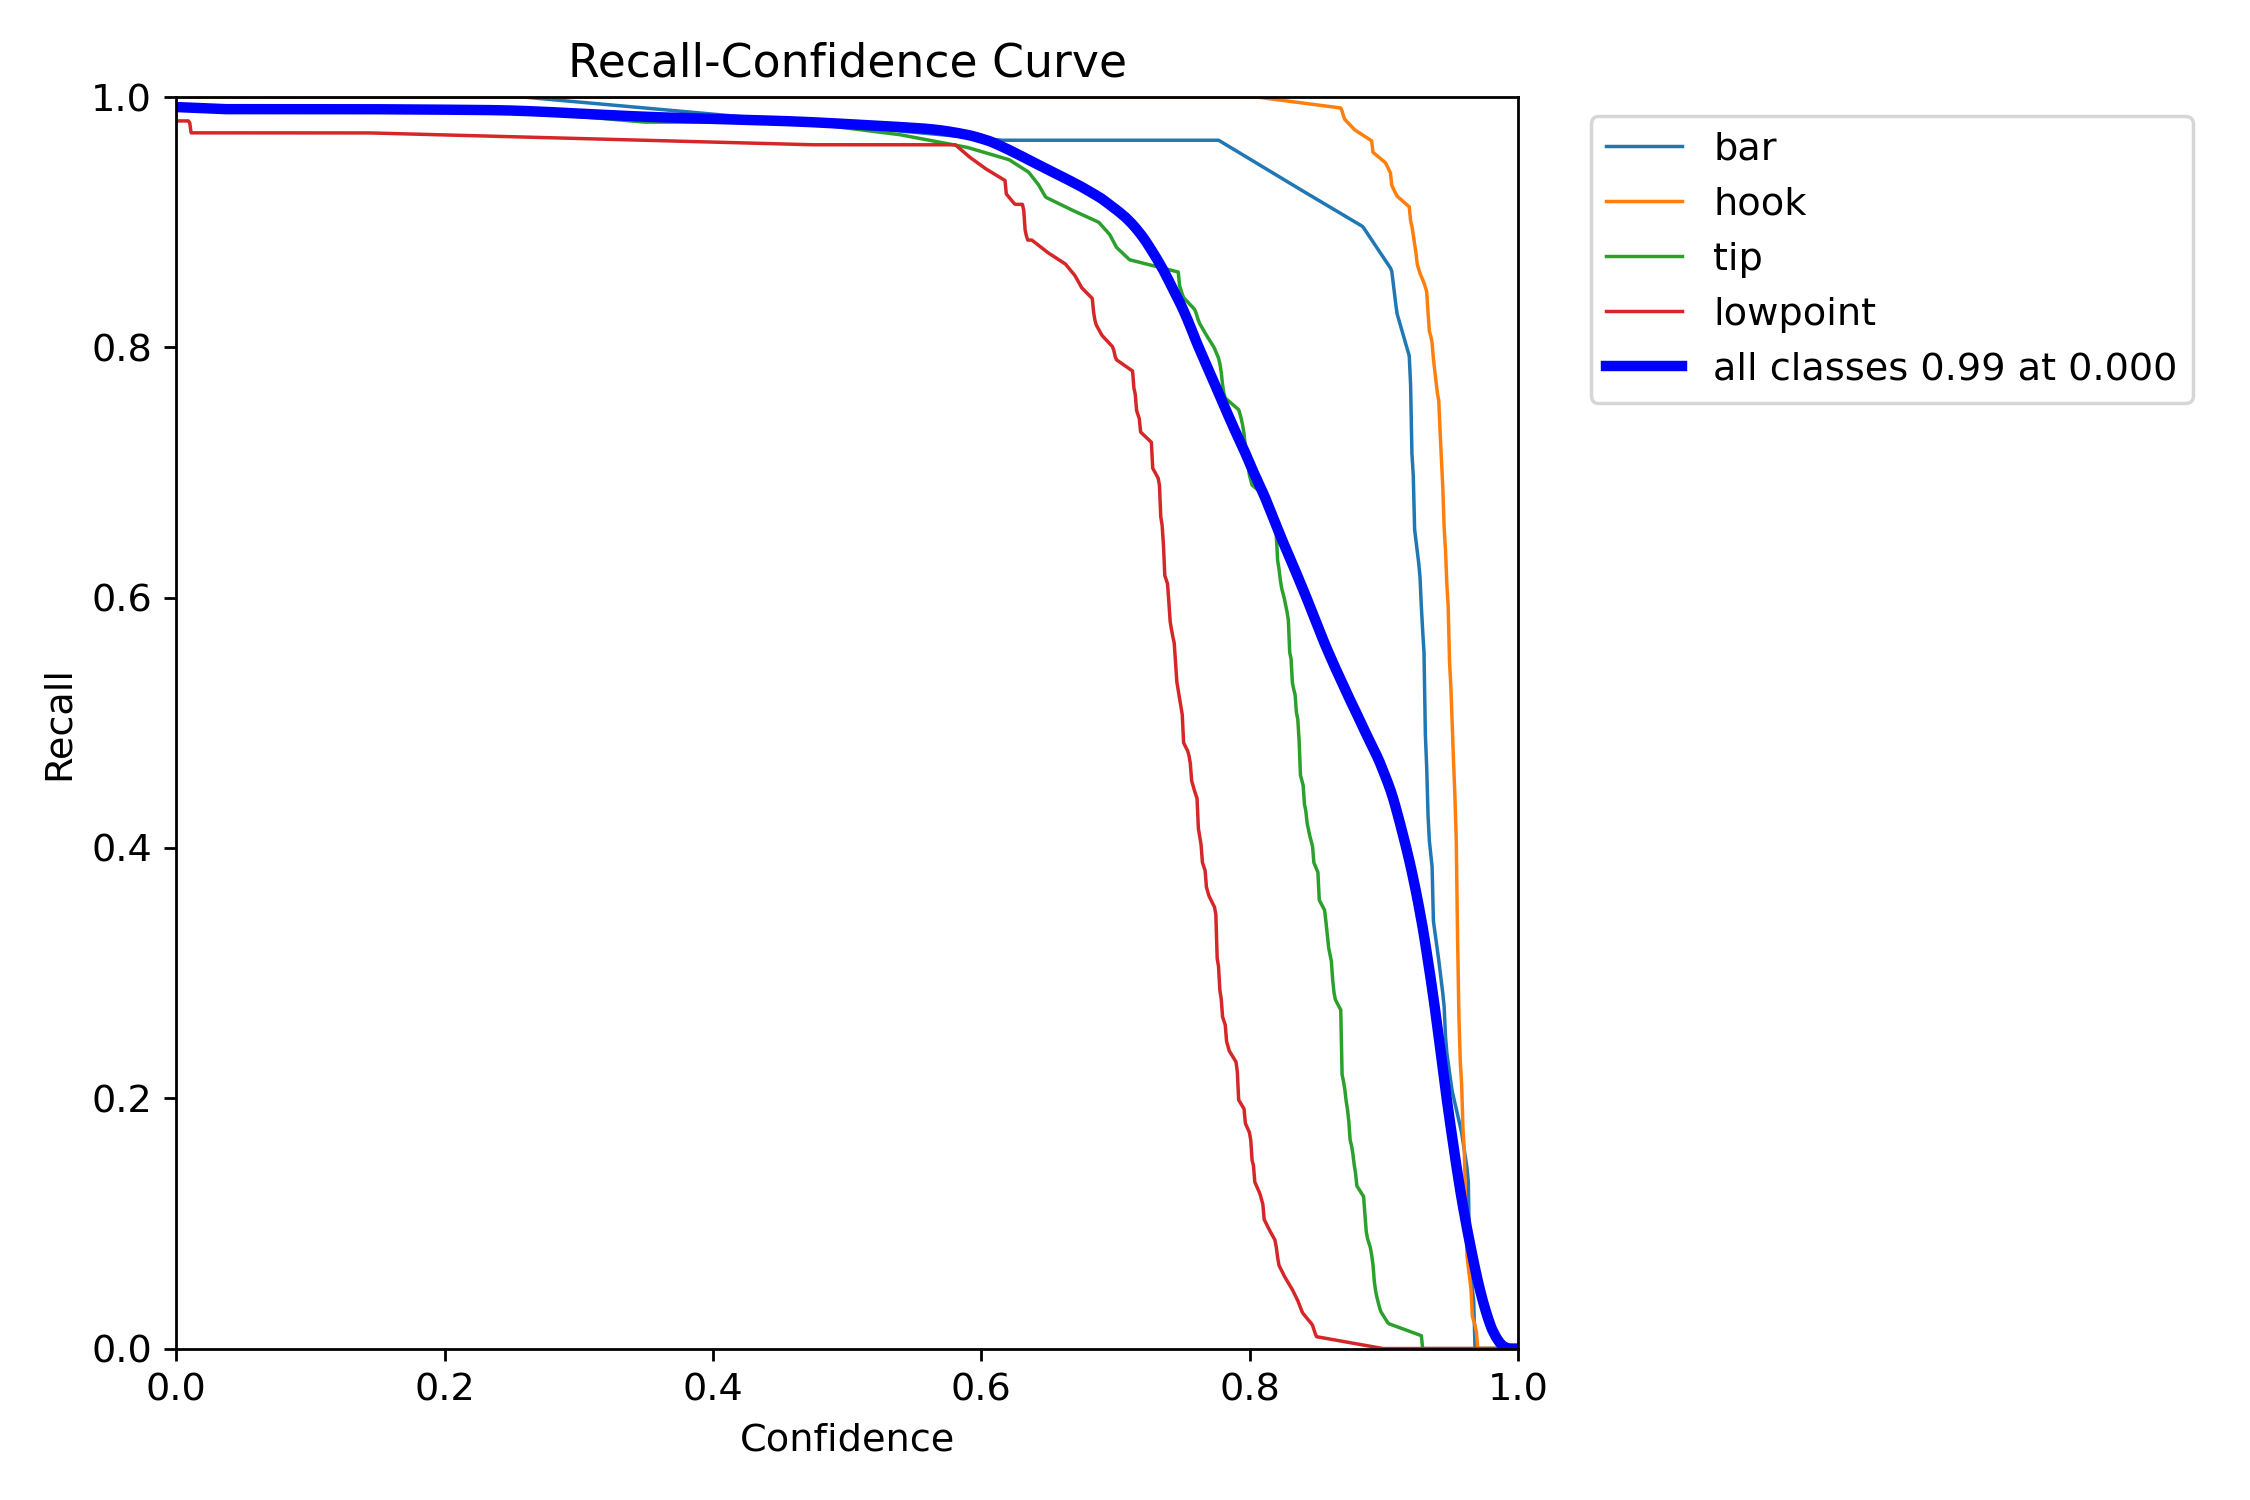 Recall-Confidence Curve
1.0
0.8
0.6
0.4
0.2
0.0
Recall
0.0 0.2 0.4 0.6 0.8 1.0
Confidence
bar
hook
tip
lowpoint
all classes 0.99 at 0.000